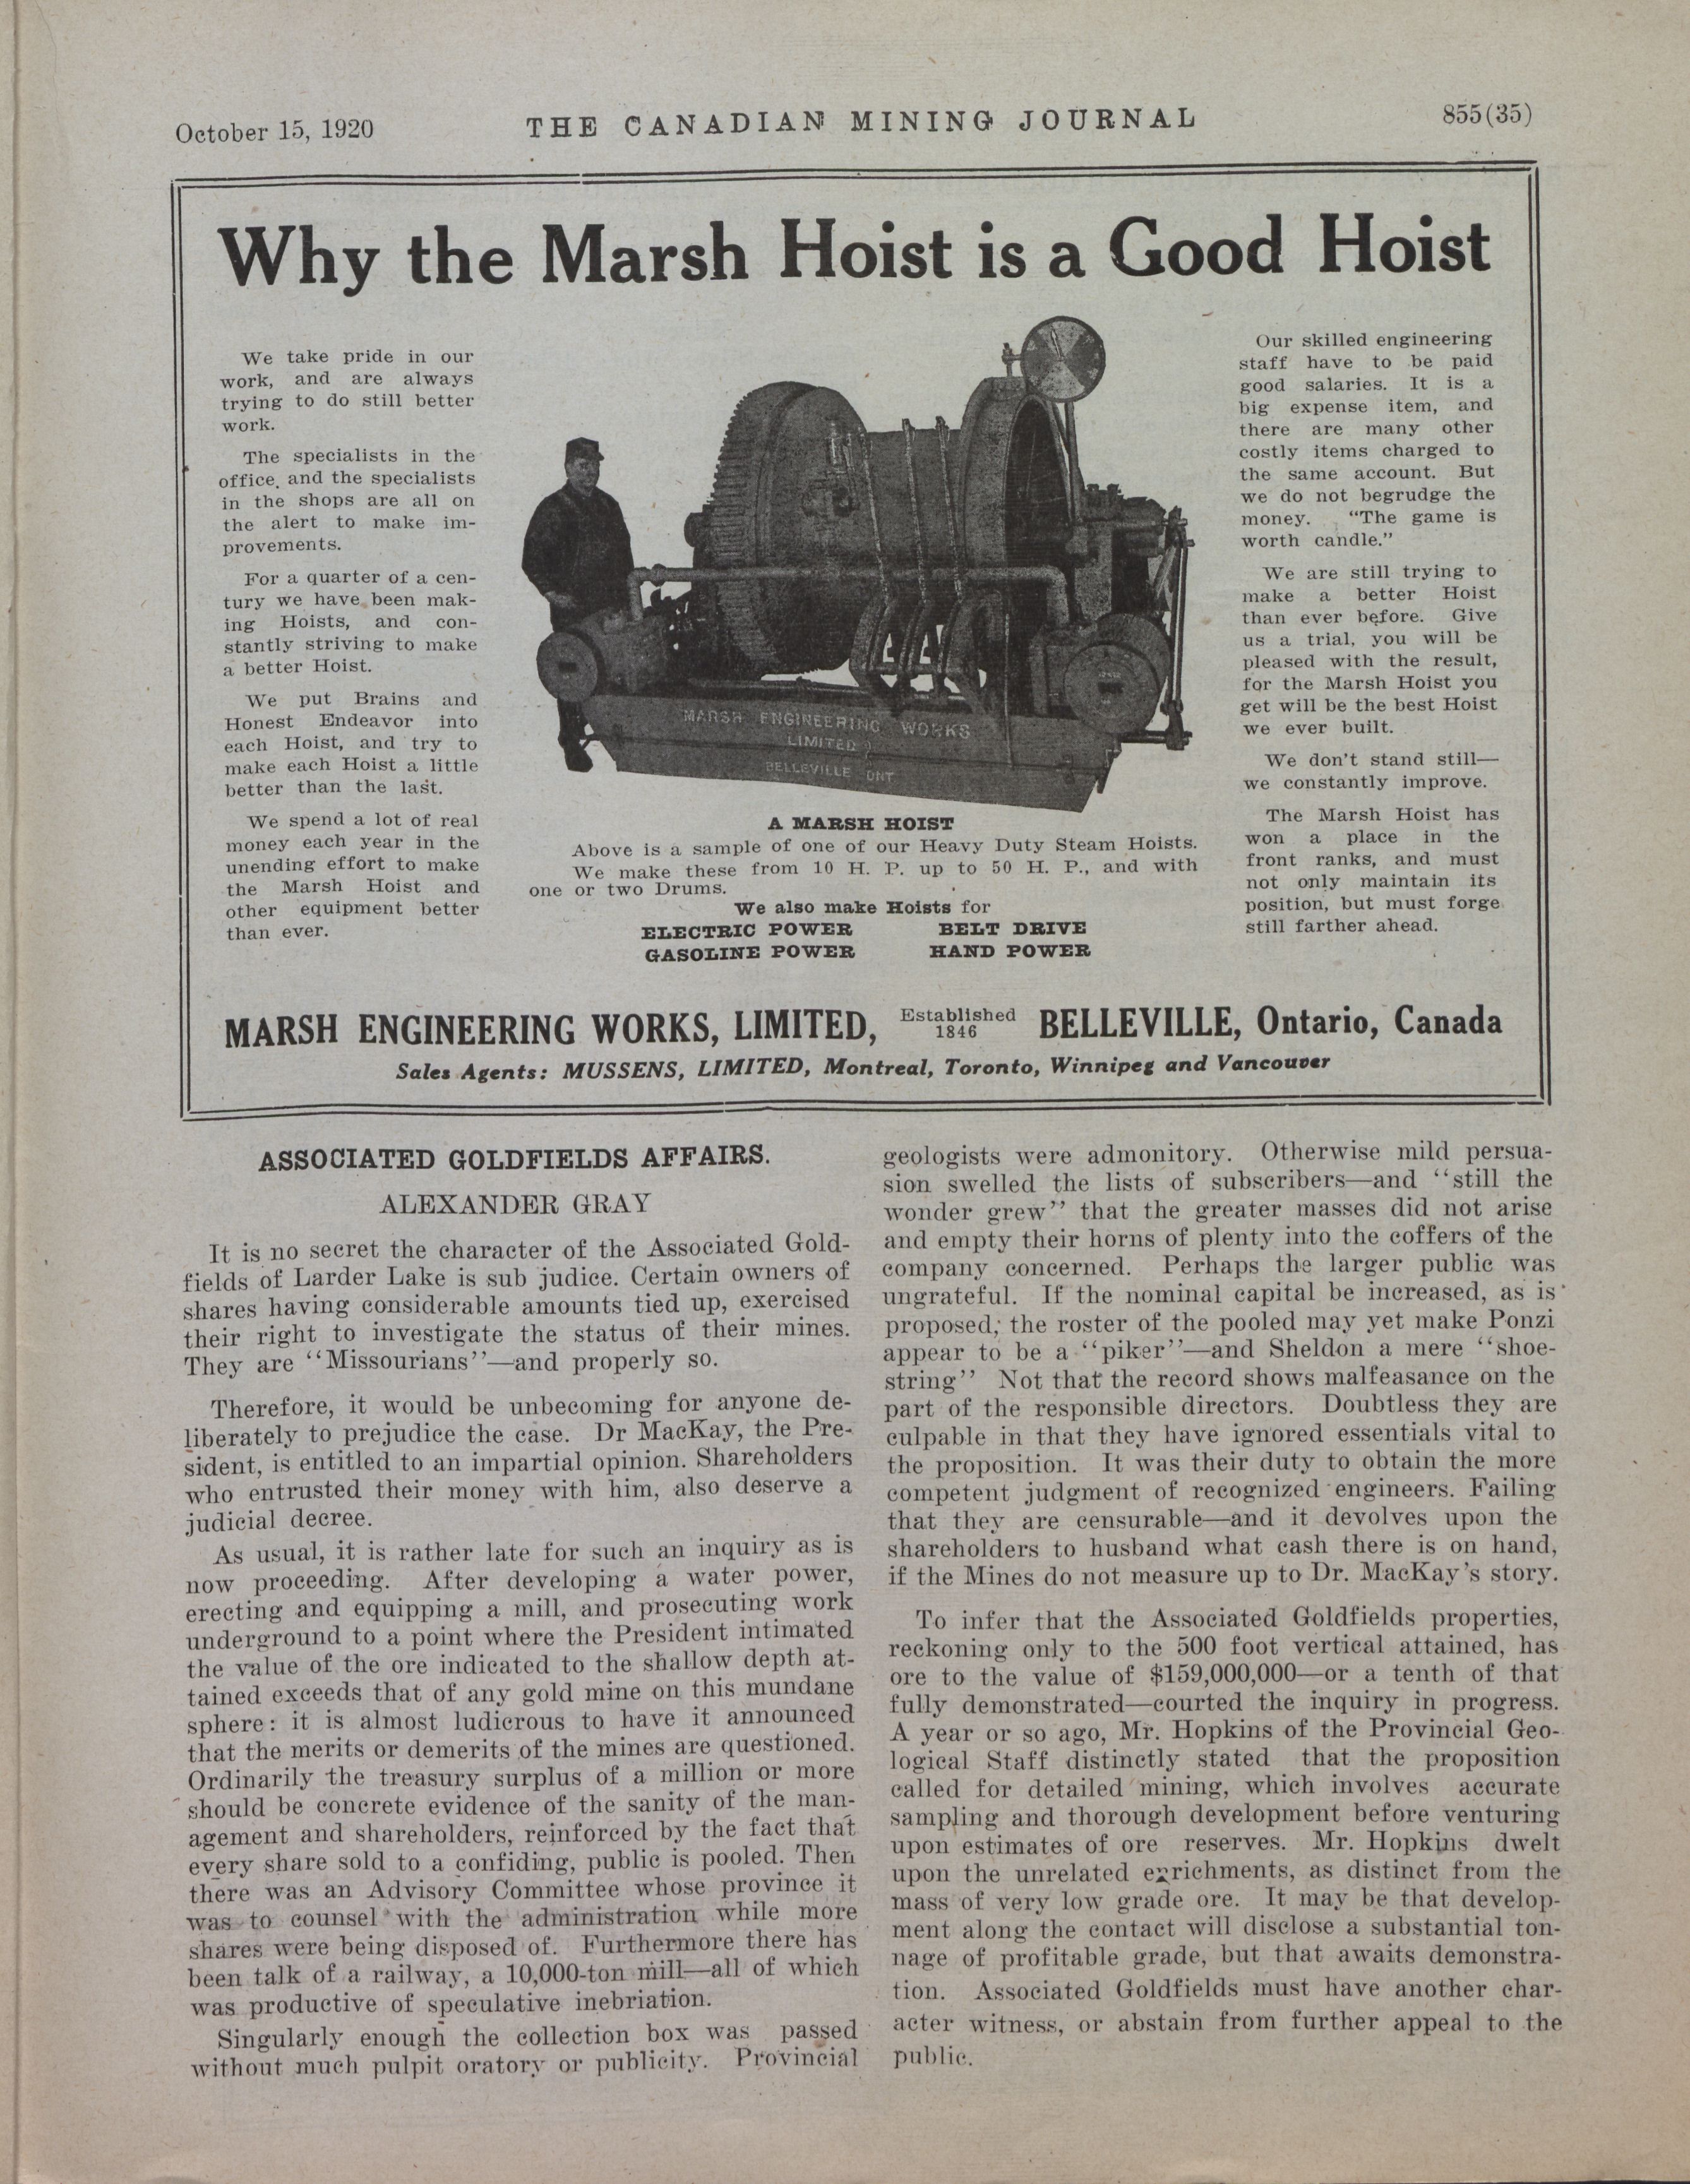 October 15, 1920
THE CANADIAN MINING JOURNAL
855(35)
Why the Marsh Hoist is a Good Hoist
We take pride in our
work, and are always
trying to do still better
work.
The specialists in the
office, and the specialists
in the shops are all on
the alert to make im-
provements.
For a quarter of a cen-
tury we have been mak-
ing Hoists, and con-
stantly striving to make
a better Hoist.
We put Brains and
Honest Endeavor into
each Hoist, and try to
make each Hoist a little
better than the last.
We spend a lot of real
money each year in the
unending effort to make
the Marsh Hoist and
other equipment better
than ever.
MARSH ENGINEERING WORKS
LIMITED
BELLEVILLE ONT
A MARSH HOIST
Above is a sample of one of our Heavy Duty Steam Hoists.
We make these from 10 H. P. up to 50 H. P., and with
one or two Drums.
We also make Hoists for
ELECTRIC POWER BELT DRIVE
GASOLINE POWER HAND POWER
Our skilled engineering
staff have to be paid
good salaries. It is a
big expense item, and
there are many other
costly items charged to
the same account. But
we do not begrudge the
money. "The game is
worth candle."
We are still trying to
make a better Hoist
than ever before. Give
us a trial, you will be
pleased with the result,
for the Marsh Hoist you
get will be the best Hoist
we ever built.
We don't stand still—
we constantly improve.
The Marsh Hoist has
won a place in the
front ranks, and must
not only maintain its
position, but must forge
still farther ahead.
MARSH ENGINEERING WORKS, LIMITED, Established 1846 BELLEVILLE, Ontario, Canada
Sales Agents: MUSSENS, LIMITED, Montreal, Toronto, Winnipeg and Vancouver
ASSOCIATED GOLDFIELDS AFFAIRS.
ALEXANDER GRAY
It is no secret the character of the Associated Gold-
fields of Larder Lake is sub judice. Certain owners of
shares having considerable amounts tied up, exercised
their right to investigate the status of their mines.
They are "Missourians"—and properly so.
Therefore, it would be unbecoming for anyone de-
liberately to prejudice the case. Dr MacKay, the Pre-
sident, is entitled to an impartial opinion. Shareholders
who entrusted their money with him, also deserve a
judicial decree.
As usual, it is rather late for such an inquiry as is
now proceeding. After developing a water power,
erecting and equipping a mill, and prosecuting work
underground to a point where the President intimated
the value of the ore indicated to the shallow depth at-
tained exceeds that of any gold mine on this mundane
sphere: it is almost ludicrous to have it announced
that the merits or demerits of the mines are questioned.
Ordinarily the treasury surplus of a million or more
should be concrete evidence of the sanity of the man-
agement and shareholders, reinforced by the fact that
every share sold to a confiding, public is pooled. Then
there was an Advisory Committee whose province it
was to counsel with the administration while more
shares were being disposed of. Furthermore there has
been talk of a railway, a 10,000-ton mill—all of which
was productive of speculative inebriation.
Singularly enough the collection box was passed
without much pulpit oratory or publicity. Provincial
geologists were admonitory. Otherwise mild persua-
sion swelled the lists of subscribers—and "still the
wonder grew" that the greater masses did not arise
and empty their horns of plenty into the coffers of the
company concerned. Perhaps the larger public was
ungrateful. If the nominal capital be increased, as is
proposed, the roster of the pooled may yet make Ponzi
appear to be a "piker"—and Sheldon a mere "shoe-
string" Not that the record shows malfeasance on the
part of the responsible directors. Doubtless they are
culpable in that they have ignored essentials vital to
the proposition. It was their duty to obtain the more
competent judgment of recognized engineers. Failing
that they are censurable—and it devolves upon the
shareholders to husband what cash there is on hand,
if the Mines do not measure up to Dr. MacKay's story.
To infer that the Associated Goldfields properties,
reckoning only to the 500 foot vertical attained, has
ore to the value of $159,000,000—or a tenth of that
fully demonstrated—courted the inquiry in progress.
A year or so ago, Mr. Hopkins of the Provincial Geo-
logical Staff distinctly stated that the proposition
called for detailed mining, which involves accurate
sampling and thorough development before venturing
upon estimates of ore reserves. Mr. Hopkins dwelt
upon the unrelated enrichments, as distinct from the
mass of very low grade ore. It may be that develop-
ment along the contact will disclose a substantial ton-
nage of profitable grade, but that awaits demonstra-
tion. Associated Goldfields must have another char-
acter witness, or abstain from further appeal to the
public.